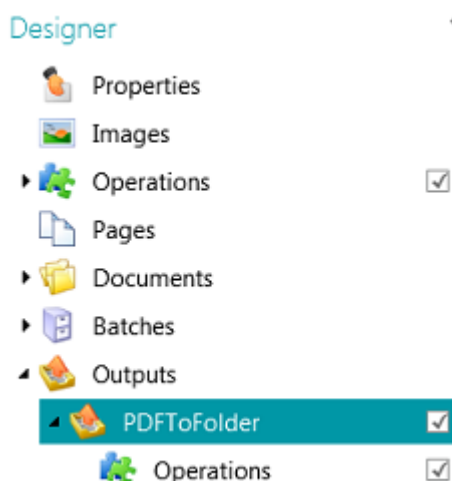 Designer
Properties
Images
Operations
Pages
Documents
Batches
Outputs
PDFToFolder
Operations